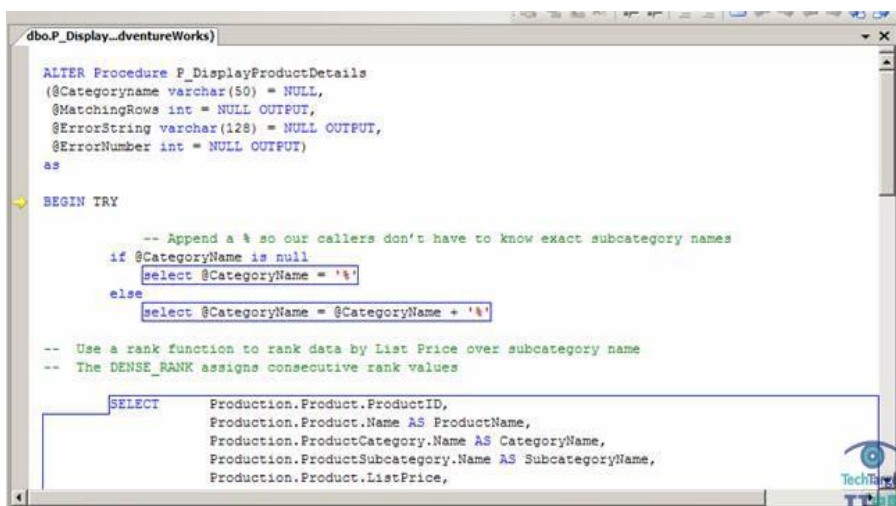 dbo.P_Display...dventureWorks)
ALTER Procedure P_DisplayProductDetails
(@Categoryname varchar(50) = NULL,
@MatchingRows int = NULL OUTPUT,
@ErrorString varchar(128) = NULL OUTPUT,
@ErrorNumber int = NULL OUTPUT)
as
BEGIN TRY
-- Append a % so our callers don't have to know exact subcategory names
if @CategoryName is null
select @CategoryName = '%'
else
select @CategoryName = @CategoryName + '%'
-- Use a rank function to rank data by List Price over subcategory name
-- The DENSE_RANK assigns consecutive rank values
SELECT Production.Product.ProductID,
Production.Product.Name AS ProductName,
Production.ProductCategory.Name AS CategoryName,
Production.ProductSubcategory.Name AS SubcategoryName,
Production.Product.ListPrice,